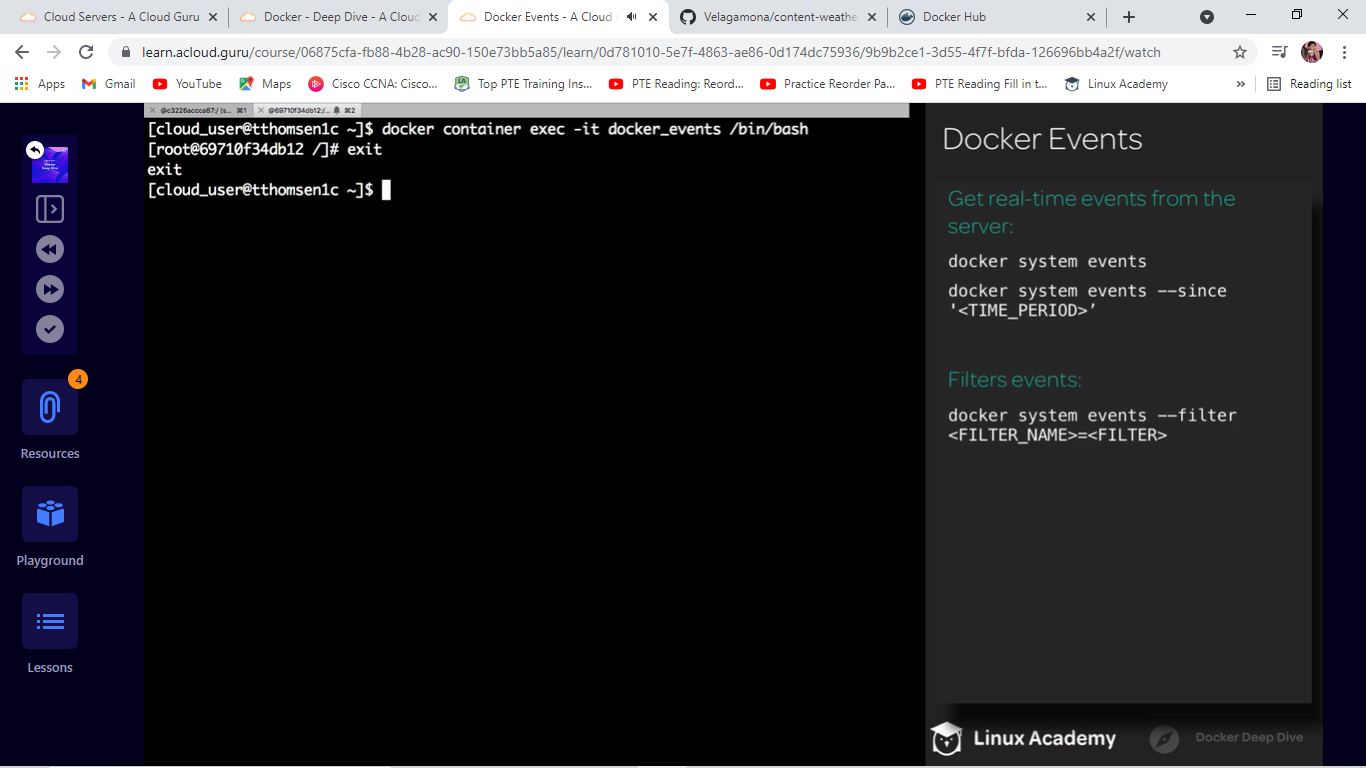 Cloud Servers - A Cloud Guru
Docker - Deep Dive - A Cloud
Docker Events - A Cloud
Velagamona/content-weathe
Docker Hub
learn.acloud.guru/course/06875cfa-fb88-4b28-ac90-150e73bb5a85/learn/0d781010-5e7f-4863-ae86-0d174dc75936/9b9b2ce1-3d55-4f7f-bfda-126696bb4a2f/watch
Apps
Gmail
YouTube
Maps
Cisco CCNA: Cisco...
Top PTE Training Ins...
PTE Reading: Reord...
Practice Reorder Pa...
PTE Reading Fill in t...
Linux Academy
»
Reading list
@c3226accca87:/ (s... ⌘1
@69710f34db12:/... ⌘2
[cloud_user@tthomsen1c ~]$ docker container exec -it docker_events /bin/bash
[root@69710f34db12 /]# exit
exit
[cloud_user@tthomsen1c ~]$
4
Resources
Playground
Lessons
Docker Events
Get real-time events from the
server:
docker system events
docker system events --since
'<TIME_PERIOD>’
Filters events:
docker system events --filter
<FILTER_NAME>=<FILTER>
Linux Academy
Docker Deep Dive